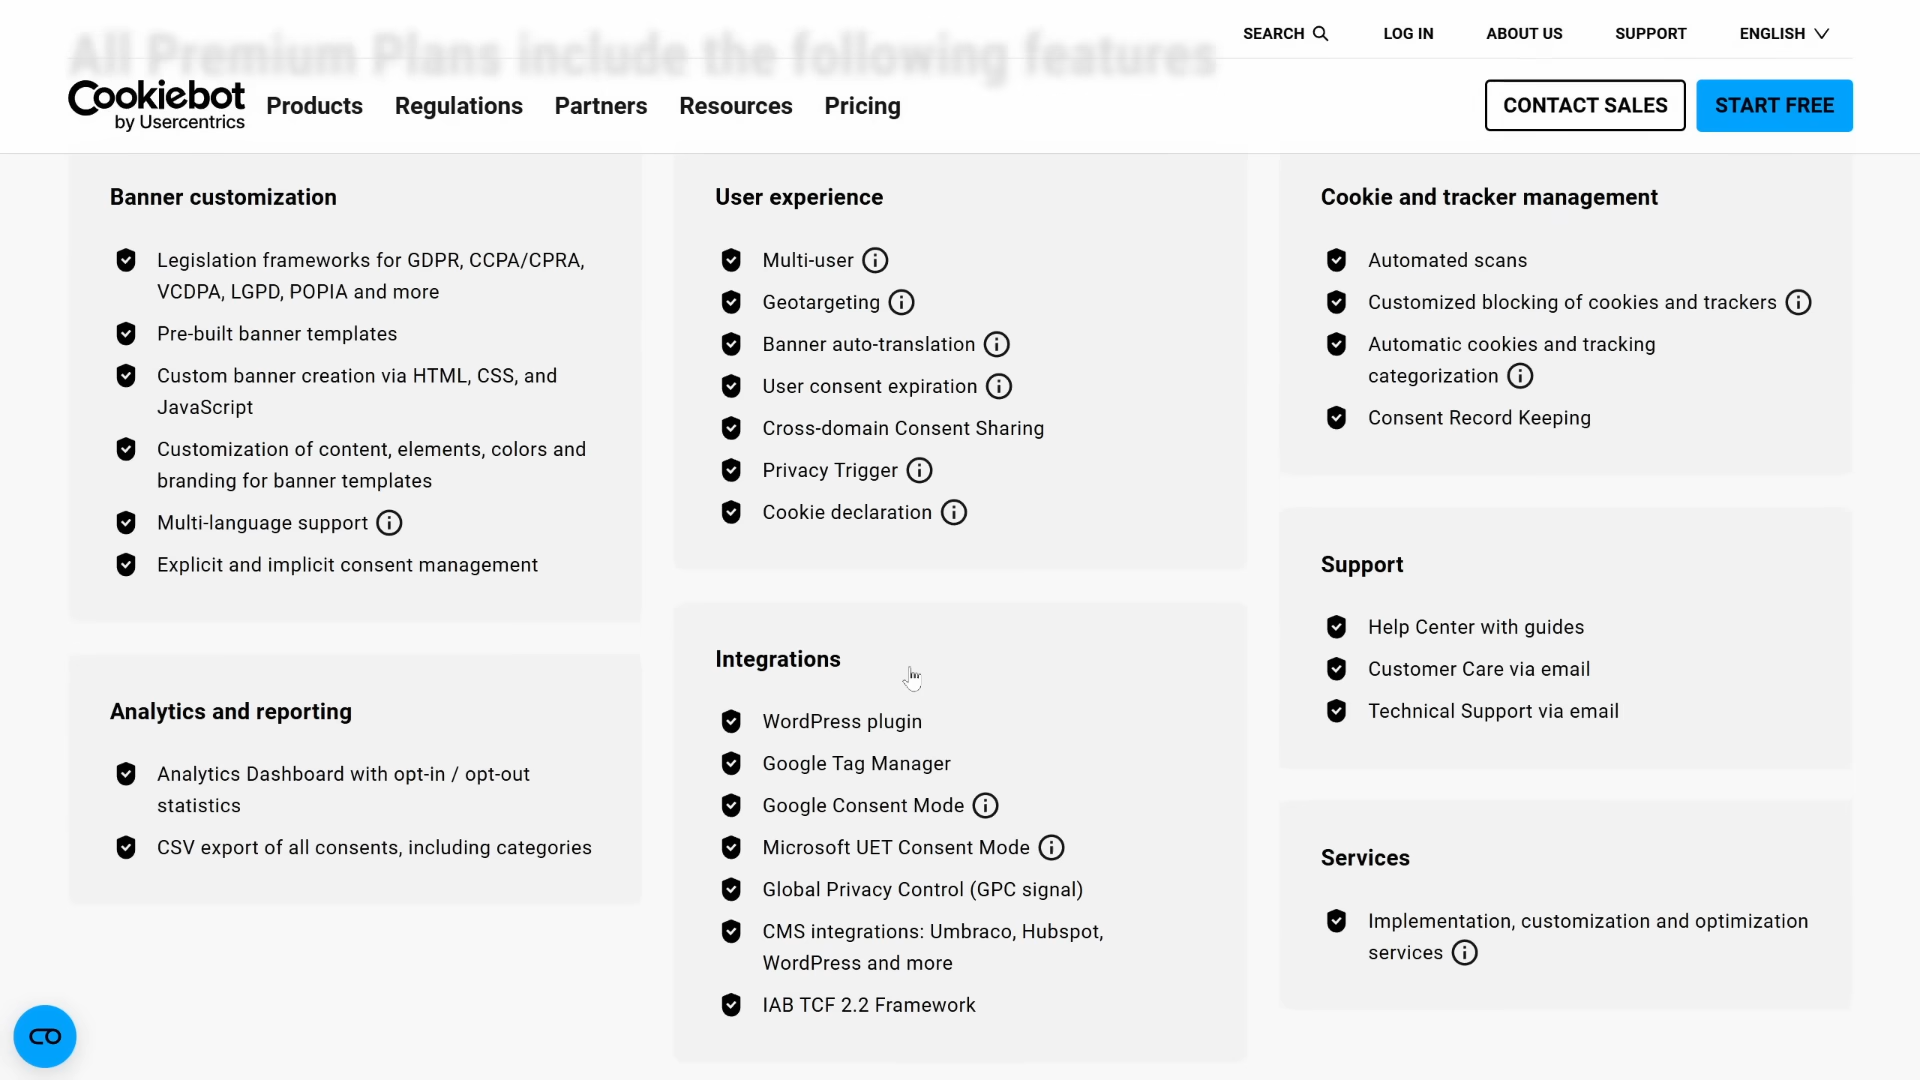 All Premium Plans include the following features
SEARCH
LOG IN
ABOUT US
SUPPORT
ENGLISH
Cookiebot
by Usercentrics
Products
Regulations
Partners
Resources
Pricing
CONTACT SALES
START FREE
Banner customization
Legislation frameworks for GDPR, CCPA/CPRA,
VCDPA, LGPD, POPIA and more
Pre-built banner templates
Custom banner creation via HTML, CSS, and
JavaScript
Customization of content, elements, colors and
branding for banner templates
Multi-language support
Explicit and implicit consent management
Analytics and reporting
Analytics Dashboard with opt-in / opt-out
statistics
CSV export of all consents, including categories
User experience
Multi-user
Geotargeting
Banner auto-translation
User consent expiration
Cross-domain Consent Sharing
Privacy Trigger
Cookie declaration
Integrations
WordPress plugin
Google Tag Manager
Google Consent Mode
Microsoft UET Consent Mode
Global Privacy Control (GPC signal)
CMS integrations: Umbraco, Hubspot,
WordPress and more
IAB TCF 2.2 Framework
Cookie and tracker management
Automated scans
Customized blocking of cookies and trackers
Automatic cookies and tracking
categorization
Consent Record Keeping
Support
Help Center with guides
Customer Care via email
Technical Support via email
Services
Implementation, customization and optimization
services